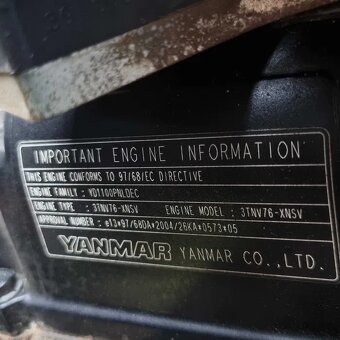 IMPORTANT ENGINE INFORMATION
THIS ENGINE CONFORMS TO 97/68/EC DIRECTIVE
ENGINE FAMILY : YDI100PNLDEC
ENGINE TYPE : 3TNV76-XNSV ENGINE MODEL : 3TNV76-XNSV
APPROVAL NUMBER : e13*97/68DA*2004/26KA*0573*05
YANMAR YANMAR CO.,LTD.